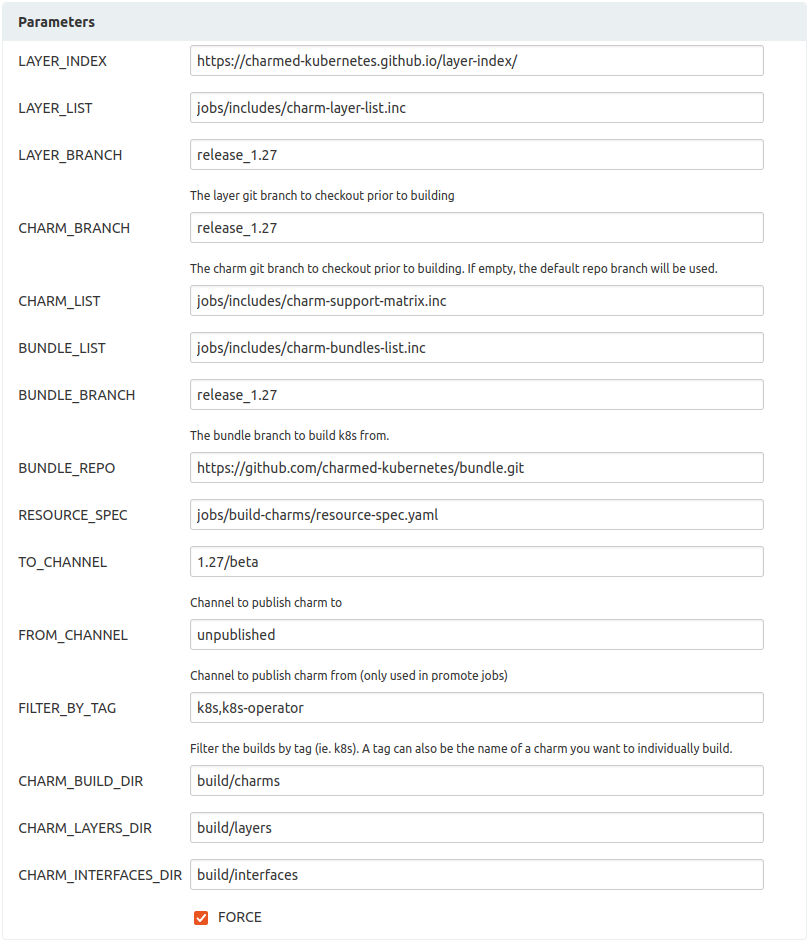 Parameters
LAYER_INDEX https://charmed-kubernetes.github.io/layer-index/
LAYER_LIST jobs/includes/charm-layer-list.inc
LAYER_BRANCH release_1.27
The layer git branch to checkout prior to building
CHARM_BRANCH release_1.27
The charm git branch to checkout prior to building. If empty, the default repo branch will be used.
CHARM_LIST jobs/includes/charm-support-matrix.inc
BUNDLE_LIST jobs/includes/charm-bundles-list.inc
BUNDLE_BRANCH release_1.27
The bundle branch to build k8s from.
BUNDLE_REPO https://github.com/charmed-kubernetes/bundle.git
RESOURCE_SPEC jobs/build-charms/resource-spec.yaml
TO_CHANNEL 1.27/beta
Channel to publish charm to
FROM_CHANNEL unpublished
Channel to publish charm from (only used in promote jobs)
FILTER_BY_TAG k8s,k8s-operator
Filter the builds by tag (ie. k8s). A tag can also be the name of a charm you want to individually build.
CHARM_BUILD_DIR build/charms
CHARM_LAYERS_DIR build/layers
CHARM_INTERFACES_DIR build/interfaces
FORCE